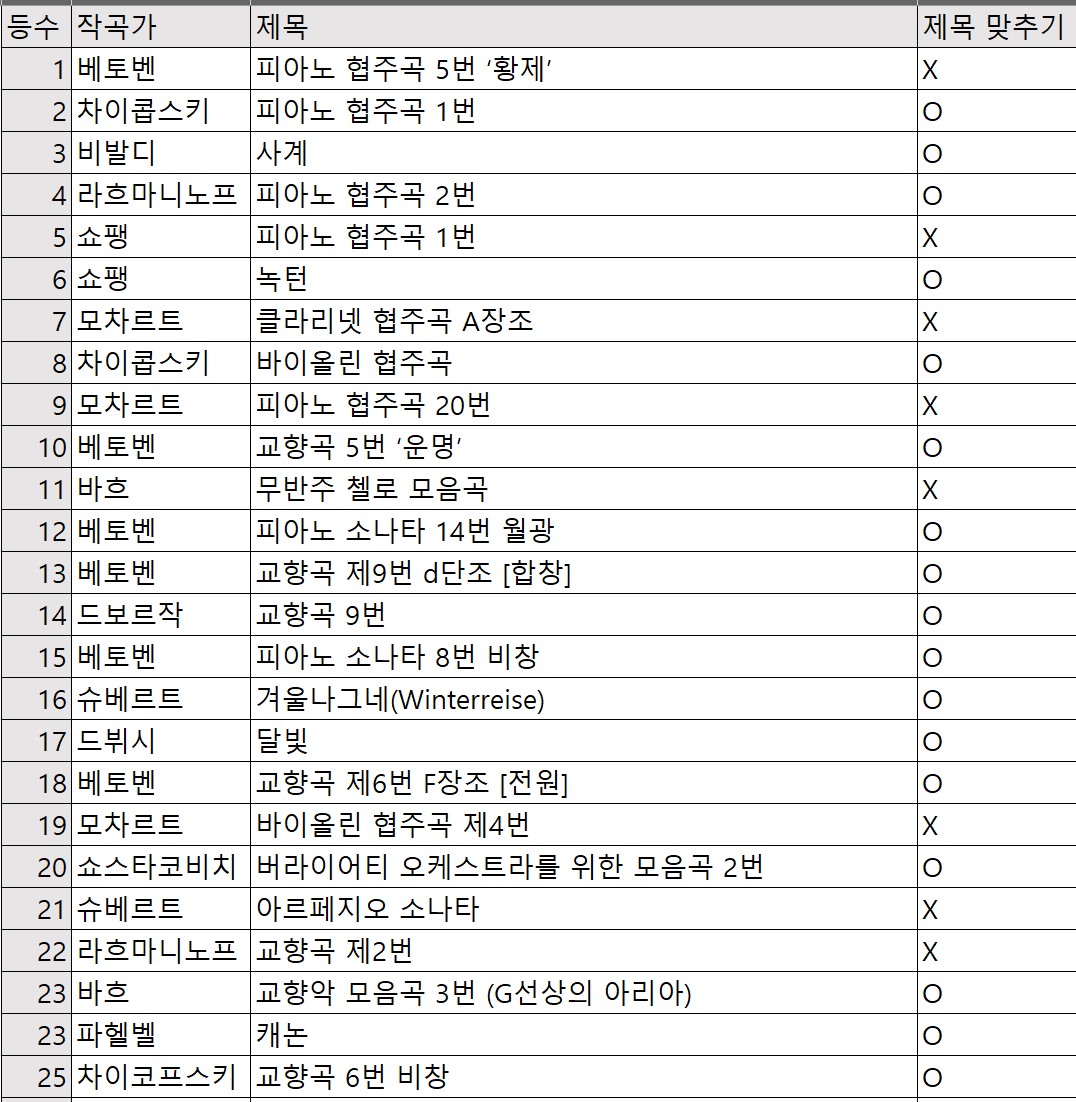 등수 작곡가 제목 제목 맞추기
1 베토벤 피아노 협주곡 5번 ‘황제’ X
2 차이콥스키 피아노 협주곡 1번 O
3 비발디 사계 O
4 라흐마니노프 피아노 협주곡 2번 O
5 쇼팽 피아노 협주곡 1번 X
6 쇼팽 녹턴 O
7 모차르트 클라리넷 협주곡 A장조 X
8 차이콥스키 바이올린 협주곡 O
9 모차르트 피아노 협주곡 20번 X
10 베토벤 교향곡 5번 ‘운명’ O
11 바흐 무반주 첼로 모음곡 X
12 베토벤 피아노 소나타 14번 월광 O
13 베토벤 교향곡 제9번 d단조 [합창] O
14 드보르작 교향곡 9번 O
15 베토벤 피아노 소나타 8번 비창 O
16 슈베르트 겨울나그네(Winterreise) O
17 드뷔시 달빛 O
18 베토벤 교향곡 제6번 F장조 [전원] O
19 모차르트 바이올린 협주곡 제4번 X
20 쇼스타코비치 버라이어티 오케스트라를 위한 모음곡 2번 O
21 슈베르트 아르페지오 소나타 X
22 라흐마니노프 교향곡 제2번 X
23 바흐 교향악 모음곡 3번 (G선상의 아리아) O
23 파헬벨 캐논 O
25 차이코프스키 교향곡 6번 비창 O